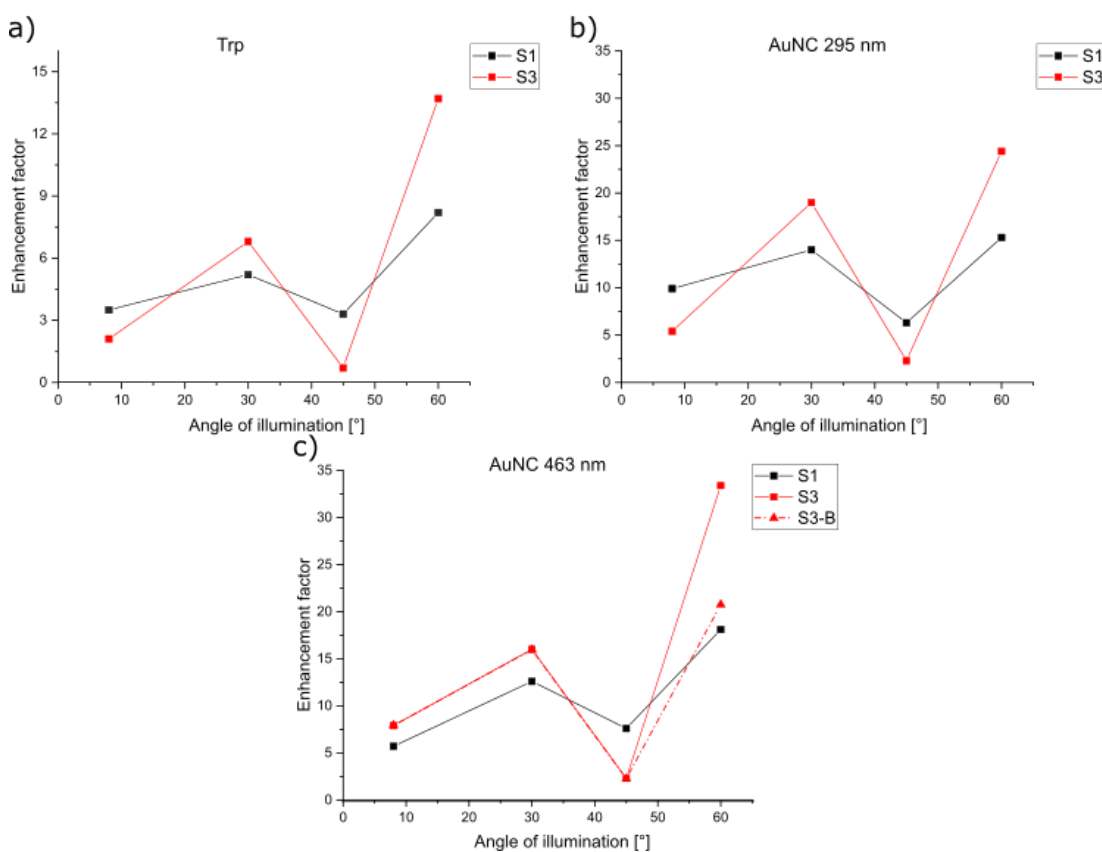 a)
Trp
S1
S3
15
12
9
6
3
0
Enhancement factor
0 10 20 30 40 50 60
Angle of illumination [°]
b)
AuNC 295 nm
S1
S3
35
30
25
20
15
10
5
0
Enhancement factor
0 10 20 30 40 50 60
Angle of illumination [°]
c)
AuNC 463 nm
S1
S3
S3-B
35
30
25
20
15
10
5
0
Enhancement factor
0 10 20 30 40 50 60
Angle of illumination [°]